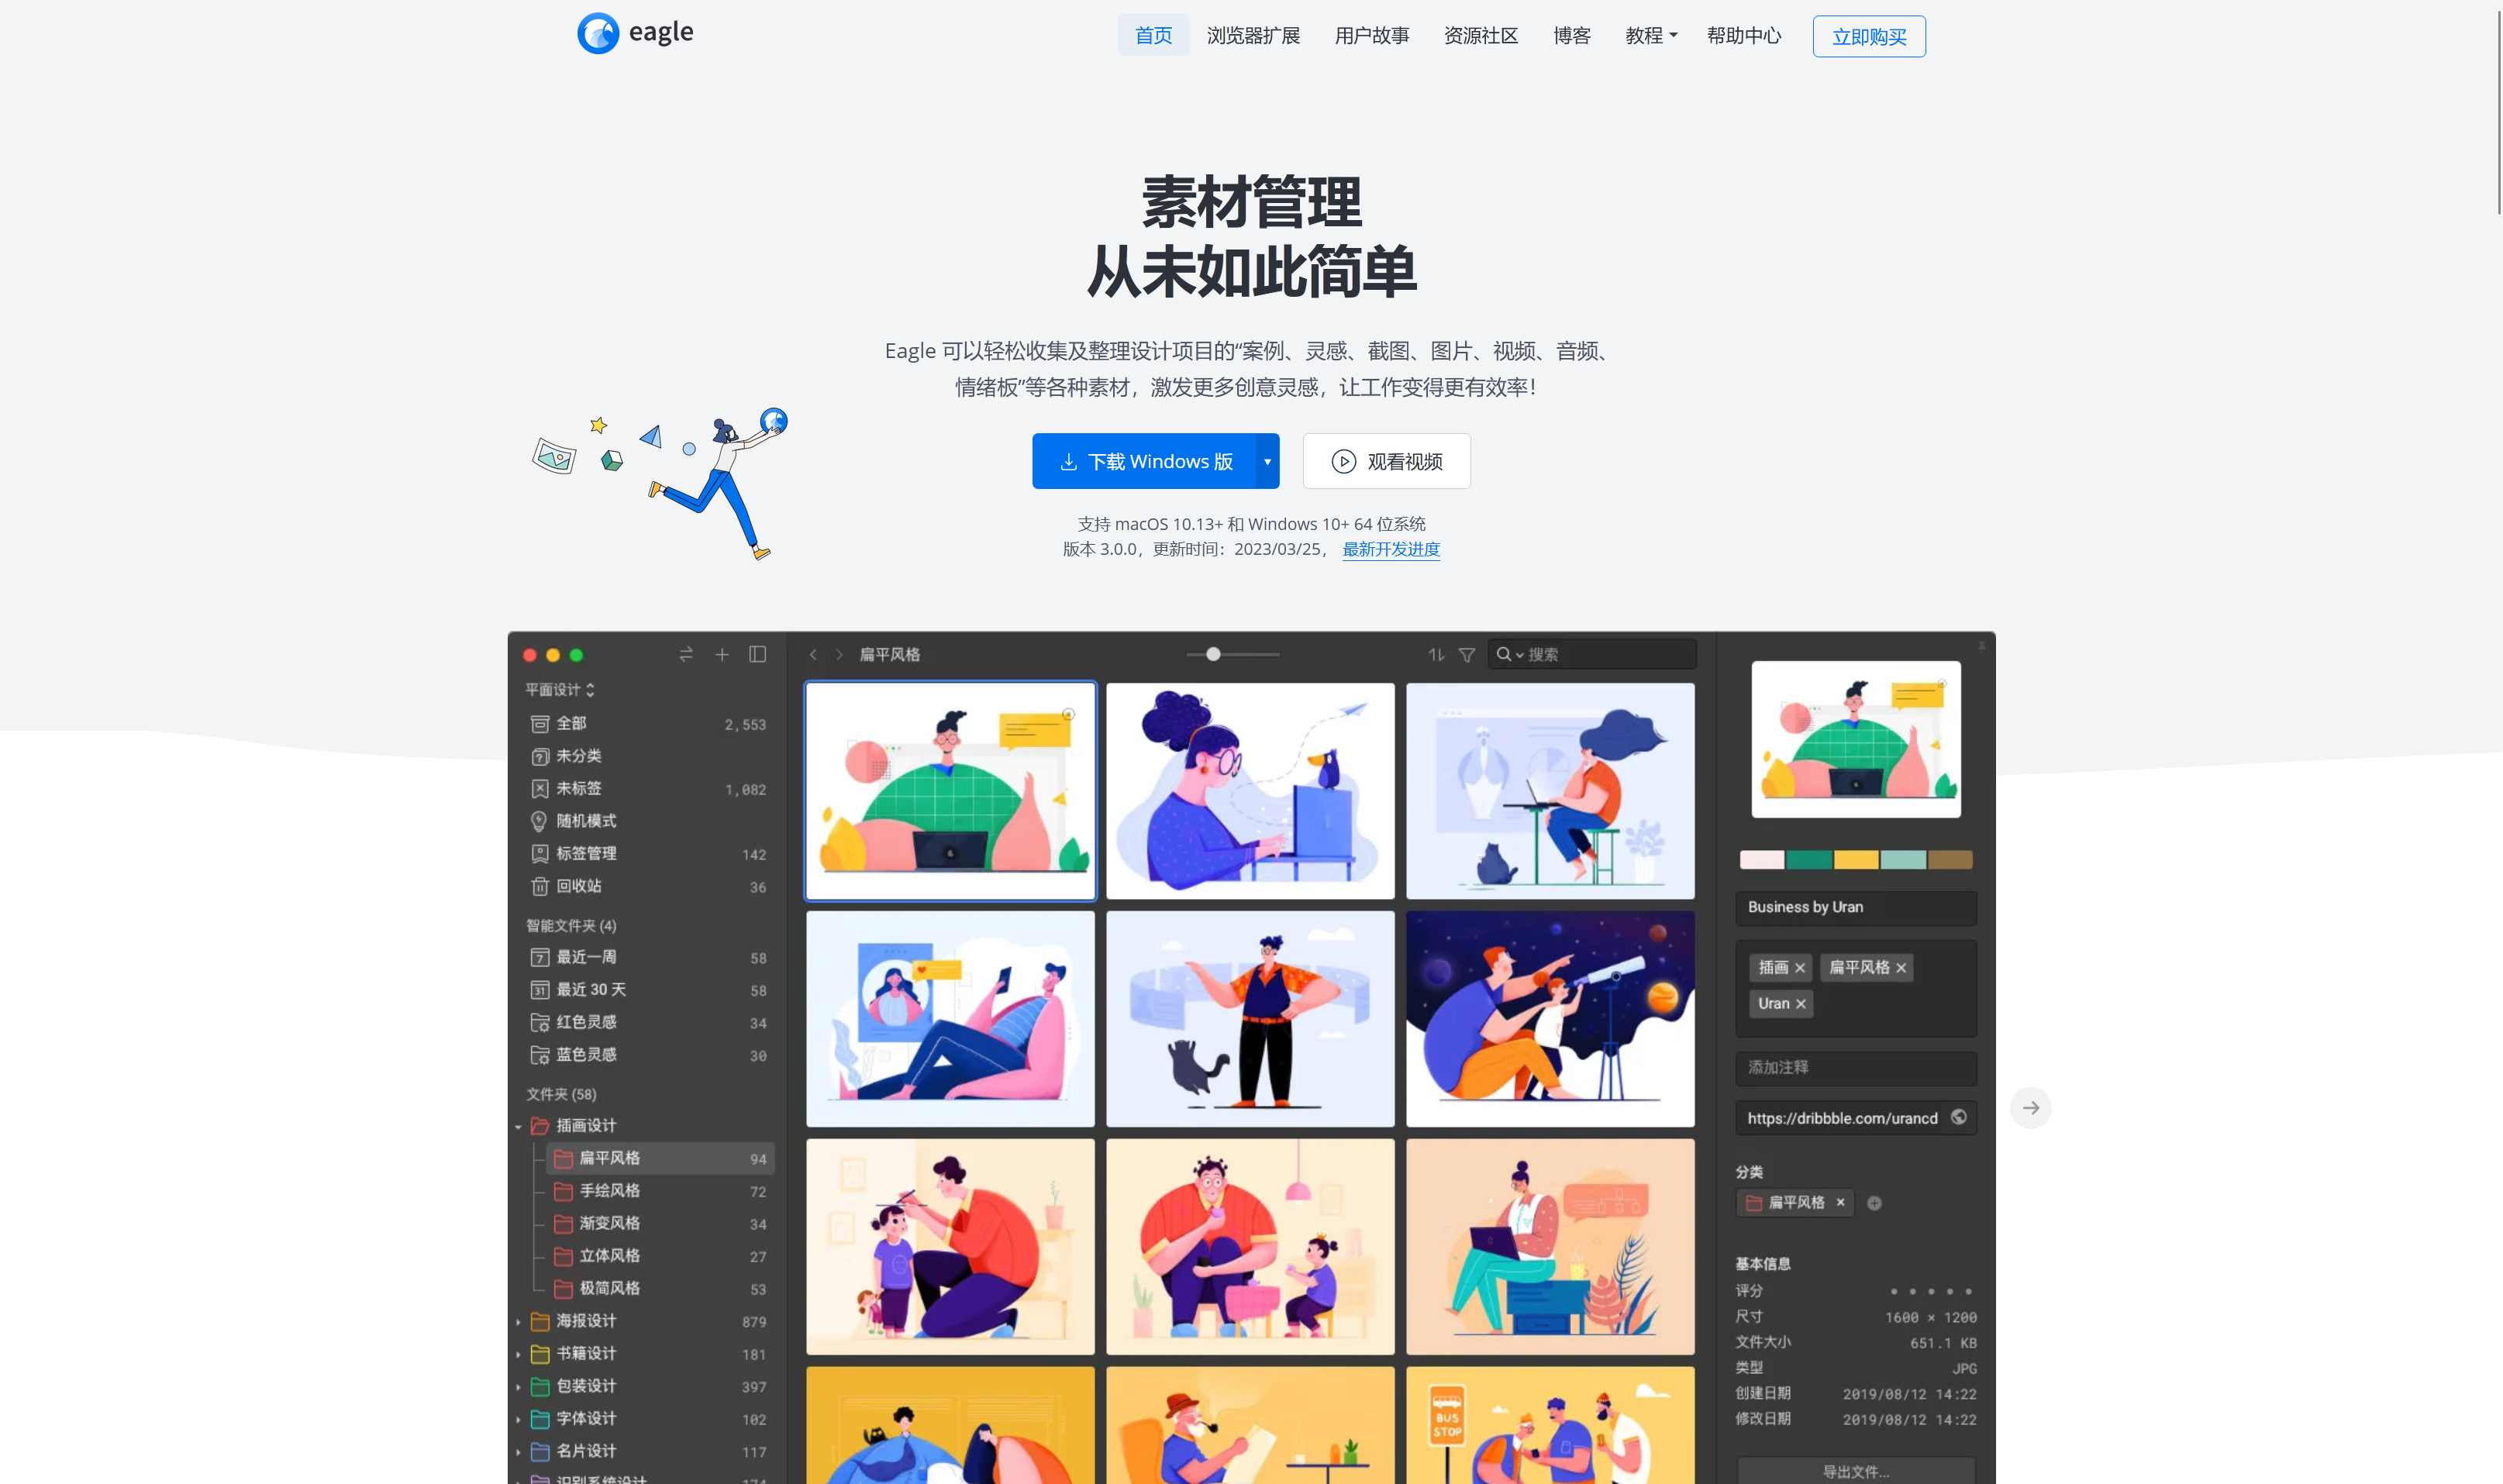 eagle
首页 浏览器扩展 用户故事 资源社区 博客 教程 帮助中心 立即购买
素材管理
从未如此简单
Eagle 可以轻松收集及整理设计项目的“案例、灵感、截图、图片、视频、音频、
情绪板”等各种素材，激发更多创意灵感，让工作变得更有效率！
下载 Windows 版 观看视频
支持 macOS 10.13+ 和 Windows 10+ 64 位系统
版本 3.0.0，更新时间：2023/03/25， 最新开发进度
扁平风格
搜索
平面设计
全部 2,553
未分类
未标签 1,082
随机模式
标签管理 142
回收站 36
智能文件夹 (4)
7 最近一周 58
31 最近 30 天 58
红色灵感 34
蓝色灵感 30
文件夹 (58)
插画设计
扁平风格 94
手绘风格 72
渐变风格 34
立体风格 27
极简风格 53
海报设计 879
书籍设计 181
包装设计 397
字体设计 102
名片设计 117
识别系统设计 174
BUS
STOP
Business by Uran
插画 扁平风格
Uran
添加注释
https://dribbble.com/urancd
分类
扁平风格
基本信息
评分
尺寸 1600 × 1200
文件大小 651.1 KB
类型 JPG
创建日期 2019/08/12 14:22
修改日期 2019/08/12 14:22
导出文件...